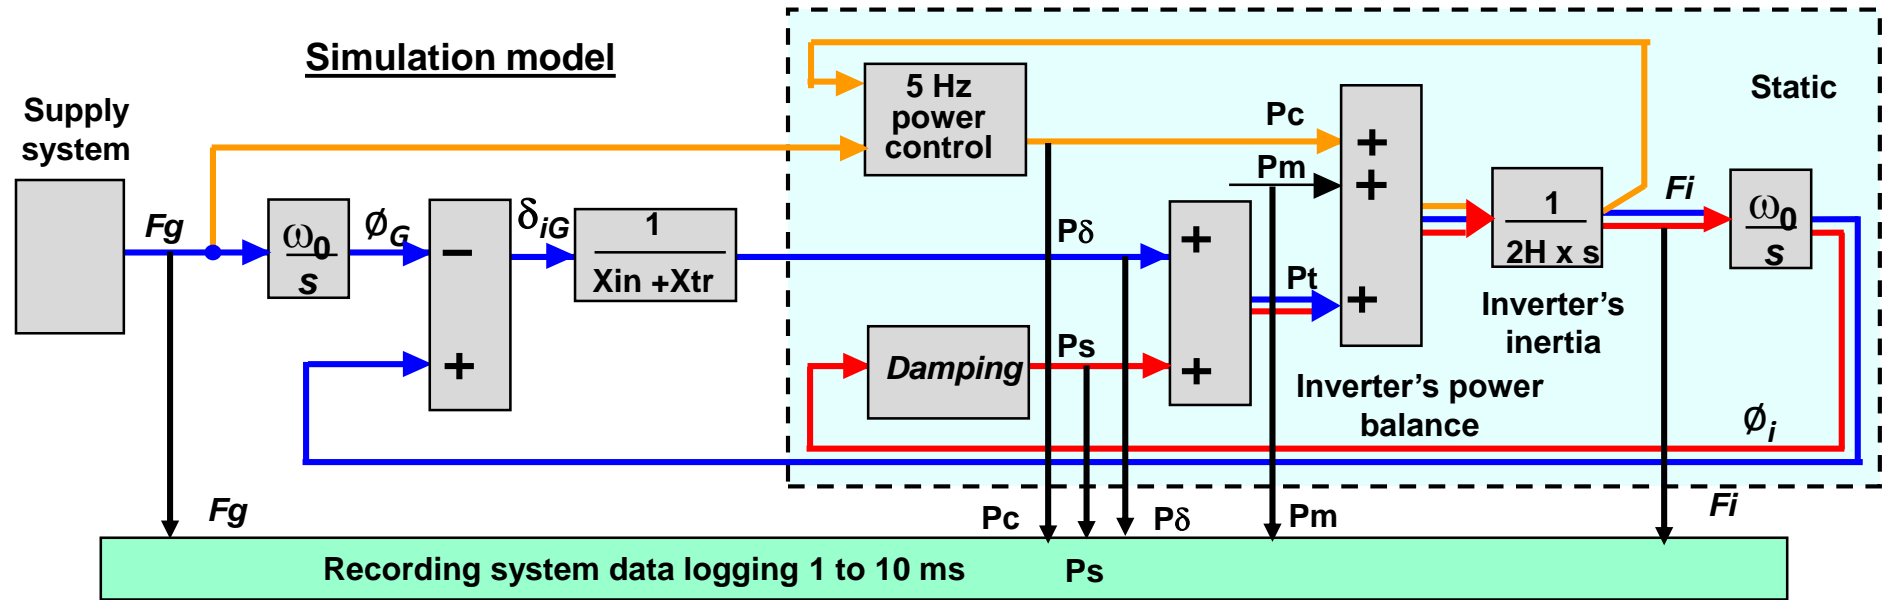 Simulation model
Static
Supply
system
5 Hz
power
control
Pc
Pm
Fg
ω0
s
ϕG
−
+
δiG
1
Xin +Xtr
Pδ
+
+
Pt
Damping
Ps
+
+
+
1
2H x s
Fi
ω0
s
Inverter’s
inertia
Inverter’s power
balance
ϕi
Fg
Pc
Pδ
Pm
Fi
Recording system data logging 1 to 10 ms
Ps